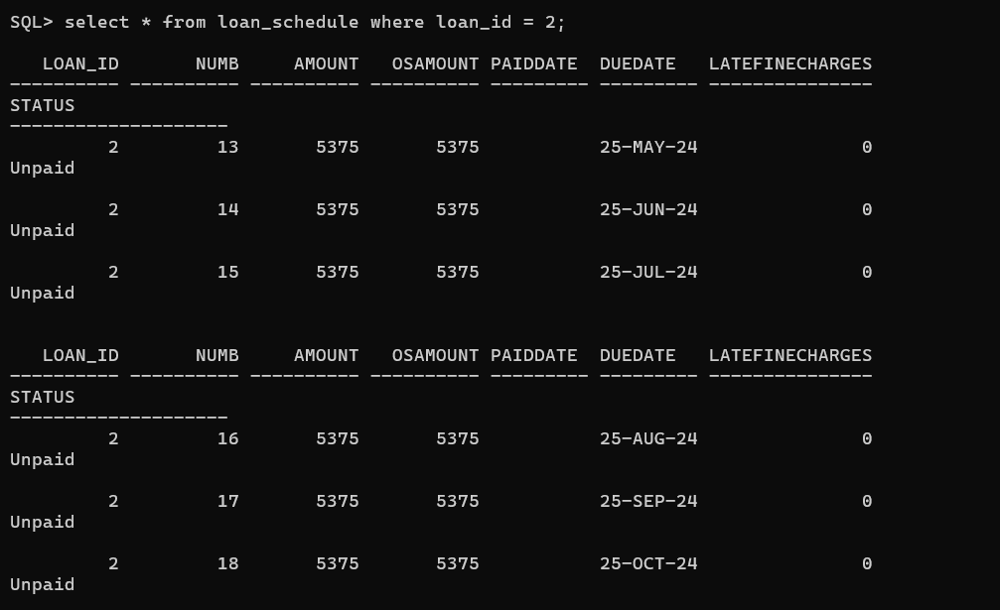 SQL> select * from loan_schedule where loan_id = 2;
LOAN_ID NUMB AMOUNT OSAMOUNT PAIDDATE DUEDATE LATEFINECHARGES
---------- ---------- ---------- ---------- --------- --------- ---------------
STATUS
--------------------
2 13 5375 5375 25-MAY-24 0
Unpaid
2 14 5375 5375 25-JUN-24 0
Unpaid
2 15 5375 5375 25-JUL-24 0
Unpaid
LOAN_ID NUMB AMOUNT OSAMOUNT PAIDDATE DUEDATE LATEFINECHARGES
---------- ---------- ---------- ---------- --------- --------- ---------------
STATUS
--------------------
2 16 5375 5375 25-AUG-24 0
Unpaid
2 17 5375 5375 25-SEP-24 0
Unpaid
2 18 5375 5375 25-OCT-24 0
Unpaid